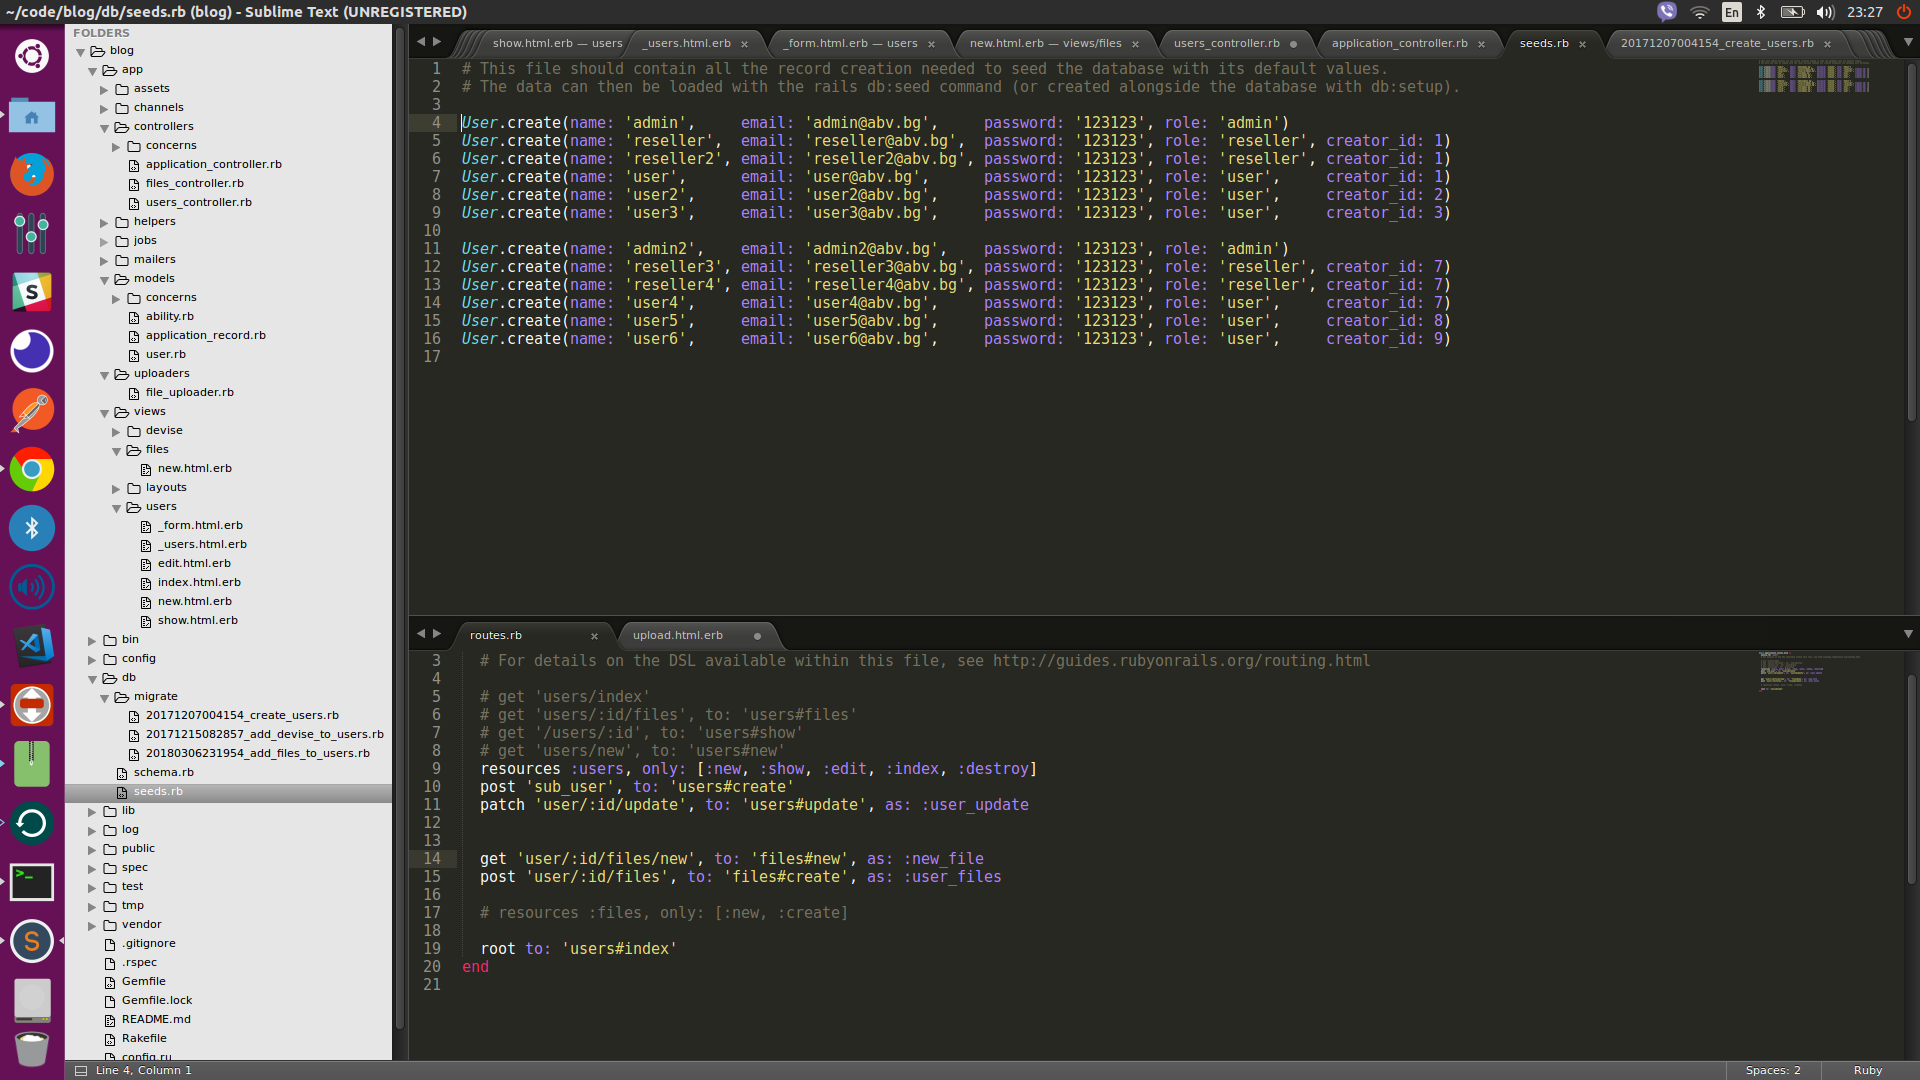 ~/code/blog/db/seeds.rb (blog) - Sublime Text (UNREGISTERED)
En
23:27
FOLDERS
blog
app
assets
channels
controllers
concerns
application_controller.rb
files_controller.rb
users_controller.rb
helpers
jobs
mailers
models
concerns
ability.rb
application_record.rb
user.rb
uploaders
file_uploader.rb
views
devise
files
new.html.erb
layouts
users
_form.html.erb
_users.html.erb
edit.html.erb
index.html.erb
new.html.erb
show.html.erb
bin
config
db
migrate
20171207004154_create_users.rb
20171215082857_add_devise_to_users.rb
20180306231954_add_files_to_users.rb
schema.rb
seeds.rb
lib
log
public
spec
test
tmp
vendor
.gitignore
.rspec
Gemfile
Gemfile.lock
README.md
Rakefile
config.ru
show.html.erb — users
_users.html.erb
_form.html.erb — users
new.html.erb — views/files
users_controller.rb
application_controller.rb
seeds.rb
20171207004154_create_users.rb
1 # This file should contain all the record creation needed to seed the database with its default values.
2 # The data can then be loaded with the rails db:seed command (or created alongside the database with db:setup).
3
4 User.create(name: 'admin',     email: 'admin@abv.bg',     password: '123123', role: 'admin')
5 User.create(name: 'reseller',  email: 'reseller@abv.bg',  password: '123123', role: 'reseller', creator_id: 1)
6 User.create(name: 'reseller2', email: 'reseller2@abv.bg', password: '123123', role: 'reseller', creator_id: 1)
7 User.create(name: 'user',      email: 'user@abv.bg',      password: '123123', role: 'user',     creator_id: 1)
8 User.create(name: 'user2',     email: 'user2@abv.bg',     password: '123123', role: 'user',     creator_id: 2)
9 User.create(name: 'user3',     email: 'user3@abv.bg',     password: '123123', role: 'user',     creator_id: 3)
10
11 User.create(name: 'admin2',    email: 'admin2@abv.bg',    password: '123123', role: 'admin')
12 User.create(name: 'reseller3', email: 'reseller3@abv.bg', password: '123123', role: 'reseller', creator_id: 7)
13 User.create(name: 'reseller4', email: 'reseller4@abv.bg', password: '123123', role: 'reseller', creator_id: 7)
14 User.create(name: 'user4',     email: 'user4@abv.bg',     password: '123123', role: 'user',     creator_id: 7)
15 User.create(name: 'user5',     email: 'user5@abv.bg',     password: '123123', role: 'user',     creator_id: 8)
16 User.create(name: 'user6',     email: 'user6@abv.bg',     password: '123123', role: 'user',     creator_id: 9)
17
routes.rb
upload.html.erb
3   # For details on the DSL available within this file, see http://guides.rubyonrails.org/routing.html
4
5   # get 'users/index'
6   # get 'users/:id/files', to: 'users#files'
7   # get '/users/:id', to: 'users#show'
8   # get 'users/new', to: 'users#new'
9   resources :users, only: [:new, :show, :edit, :index, :destroy]
10   post 'sub_user', to: 'users#create'
11   patch 'user/:id/update', to: 'users#update', as: :user_update
12
13
14   get 'user/:id/files/new', to: 'files#new', as: :new_file
15   post 'user/:id/files', to: 'files#create', as: :user_files
16
17   # resources :files, only: [:new, :create]
18
19   root to: 'users#index'
20 end
21
Line 4, Column 1
Spaces: 2
Ruby